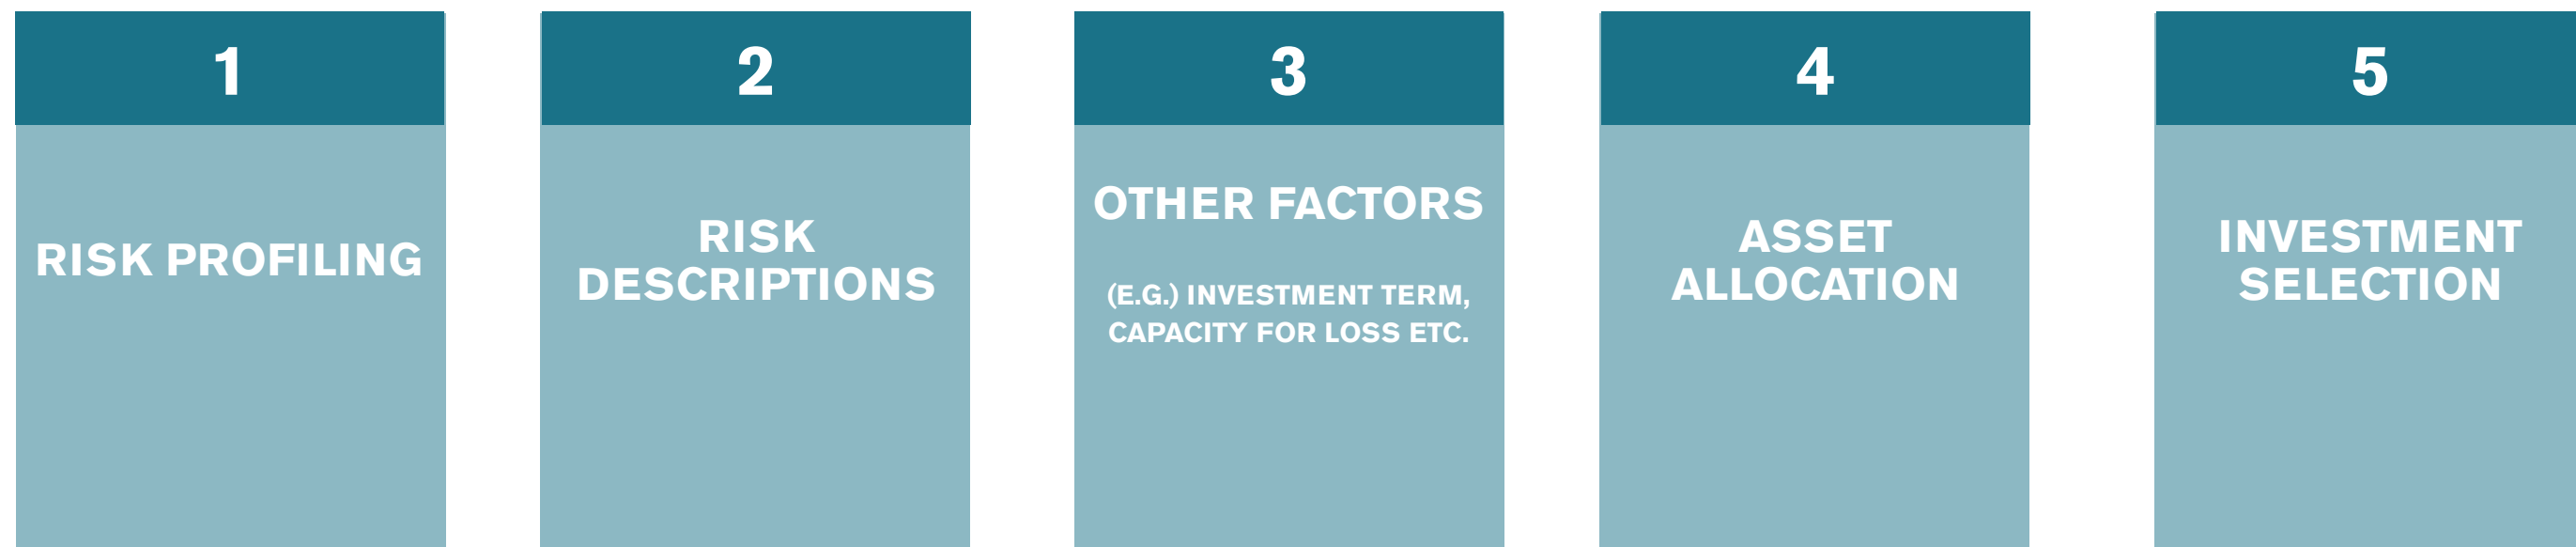 1
RISK PROFILING
2
RISK
DESCRIPTIONS
3
OTHER FACTORS
(E.G.) INVESTMENT TERM,
CAPACITY FOR LOSS ETC.
4
ASSET
ALLOCATION
5
INVESTMENT
SELECTION